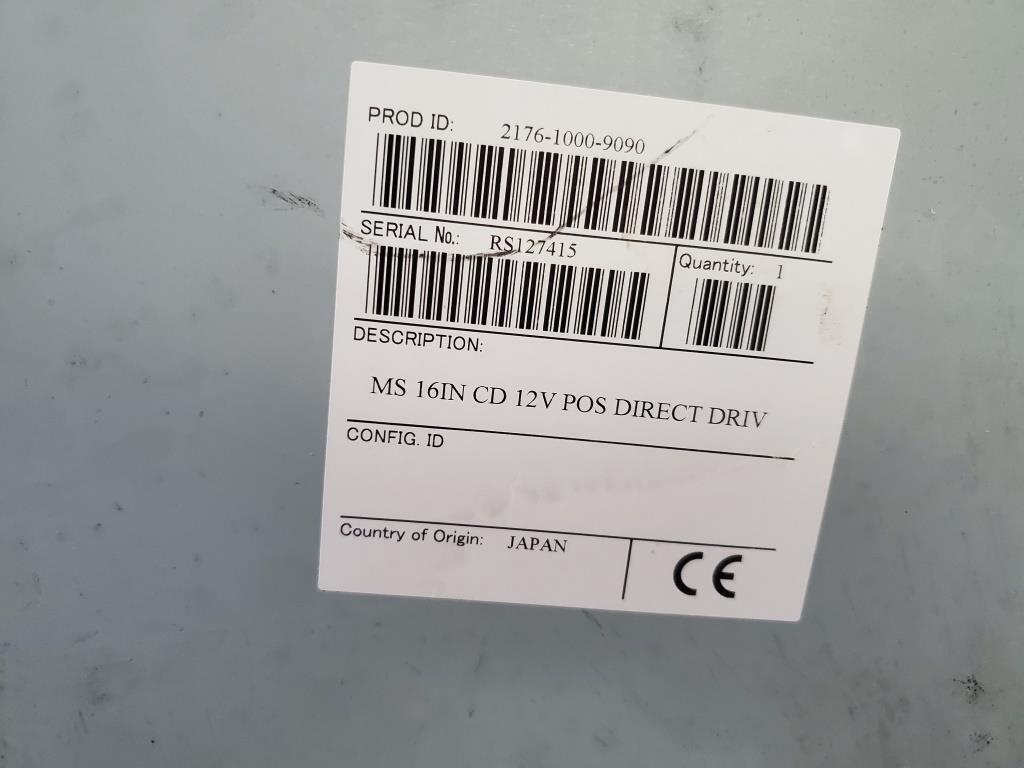 PROD ID: 2176-1000-9090
SERIAL No.: RS127415
Quantity: 1
DESCRIPTION:
MS 16IN CD 12V POS DIRECT DRIV
CONFIG. ID
Country of Origin: JAPAN
CE